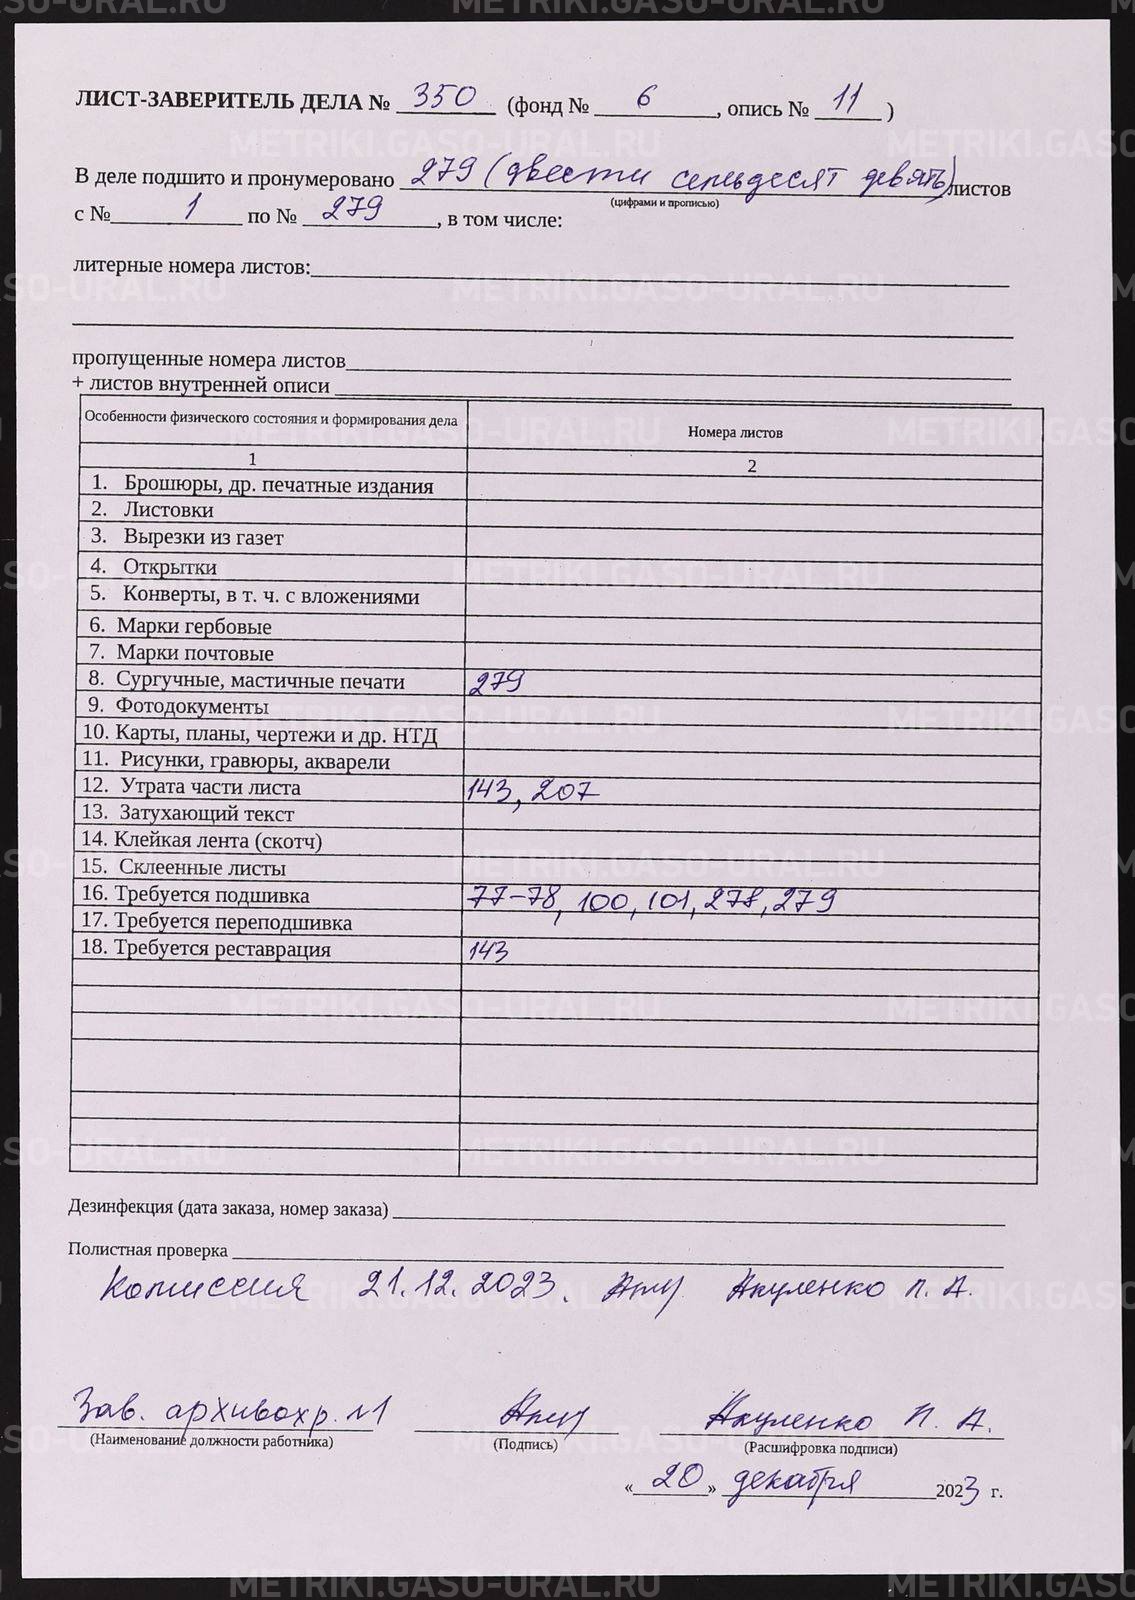 ЛИСТ-ЗАВЕРИТЕЛЬ ДЕЛА № 350 (фонд № 6, опись № 11)
В деле подшито и пронумеровано 279 (двести семьдесят девять) листов
(цифрами и прописью)
с № 1 по № 279, в том числе:
литерные номера листов:
пропущенные номера листов
+ листов внутренней описи
Особенности физического состояния и формирования дела Номера листов
1 2
1. Брошюры, др. печатные издания
2. Листовки
3. Вырезки из газет
4. Открытки
5. Конверты, в т. ч. с вложениями
6. Марки гербовые
7. Марки почтовые
8. Сургучные, мастичные печати 279
9. Фотодокументы
10. Карты, планы, чертежи и др. НТД
11. Рисунки, гравюры, акварели
12. Утрата части листа 143, 207
13. Затухающий текст
14. Клейкая лента (скотч)
15. Склеенные листы
16. Требуется подшивка 77-78, 100, 101, 278, 279
17. Требуется переподшивка
18. Требуется реставрация 143
Дезинфекция (дата заказа, номер заказа)
Полистная проверка
Комиссия 21.12.2023. Акуленко П. А.
Зав. архивохр. №1 Акуленко П. А.
(Наименование должности работника) (Подпись) (Расшифровка подписи)
«20» декабря 2023 г.
METRIKI.GASO-URAL.RU